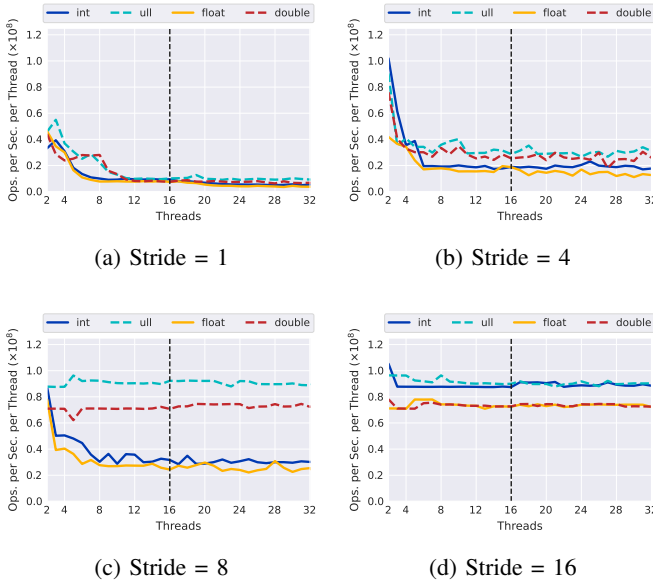 int ull float double
int ull float double
Ops. per Sec. per Thread (×10⁸)
1.2
1.0
0.8
0.6
0.4
0.2
0.0
2 4 8 12 16 20 24 28 32
Threads
Ops. per Sec. per Thread (×10⁸)
1.2
1.0
0.8
0.6
0.4
0.2
0.0
2 4 8 12 16 20 24 28 32
Threads
(a) Stride = 1
(b) Stride = 4
int ull float double
int ull float double
Ops. per Sec. per Thread (×10⁸)
1.2
1.0
0.8
0.6
0.4
0.2
0.0
2 4 8 12 16 20 24 28 32
Threads
Ops. per Sec. per Thread (×10⁸)
1.2
1.0
0.8
0.6
0.4
0.2
0.0
2 4 8 12 16 20 24 28 32
Threads
(c) Stride = 8
(d) Stride = 16